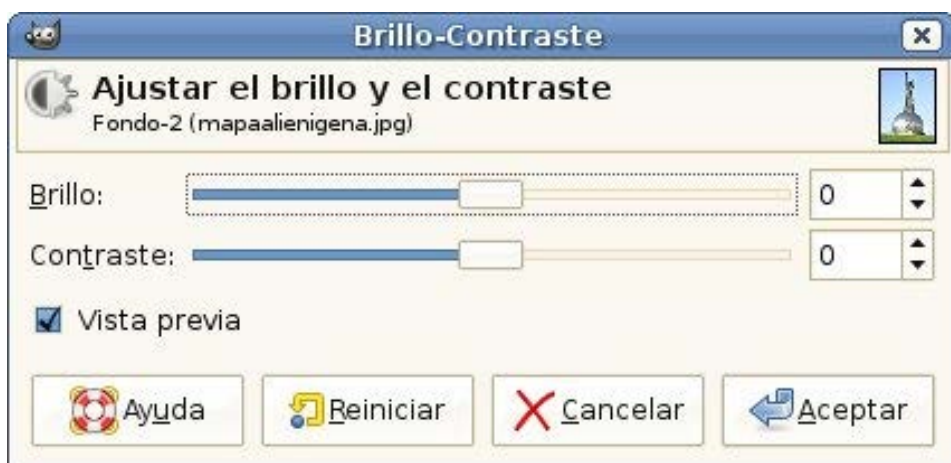 Brillo-Contraste
Ajustar el brillo y el contraste
Fondo-2 (mapaalienigena.jpg)
Brillo: 0
Contraste: 0
Vista previa
Ayuda Reiniciar Cancelar Aceptar